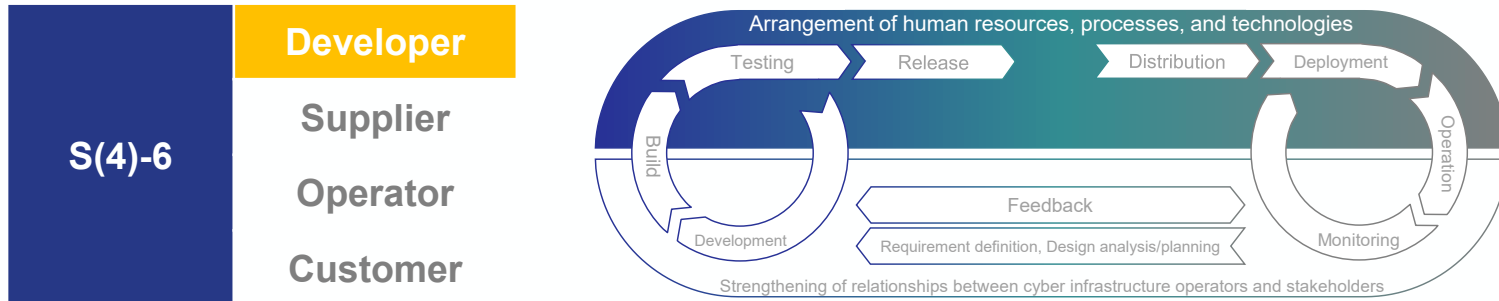 S(4)-6
Developer
Supplier
Operator
Customer
Arrangement of human resources, processes, and technologies
Testing
Release
Distribution
Deployment
Build
Operation
Feedback
Development
Requirement definition, Design analysis/planning
Monitoring
Strengthening of relationships between cyber infrastructure operators and stakeholders